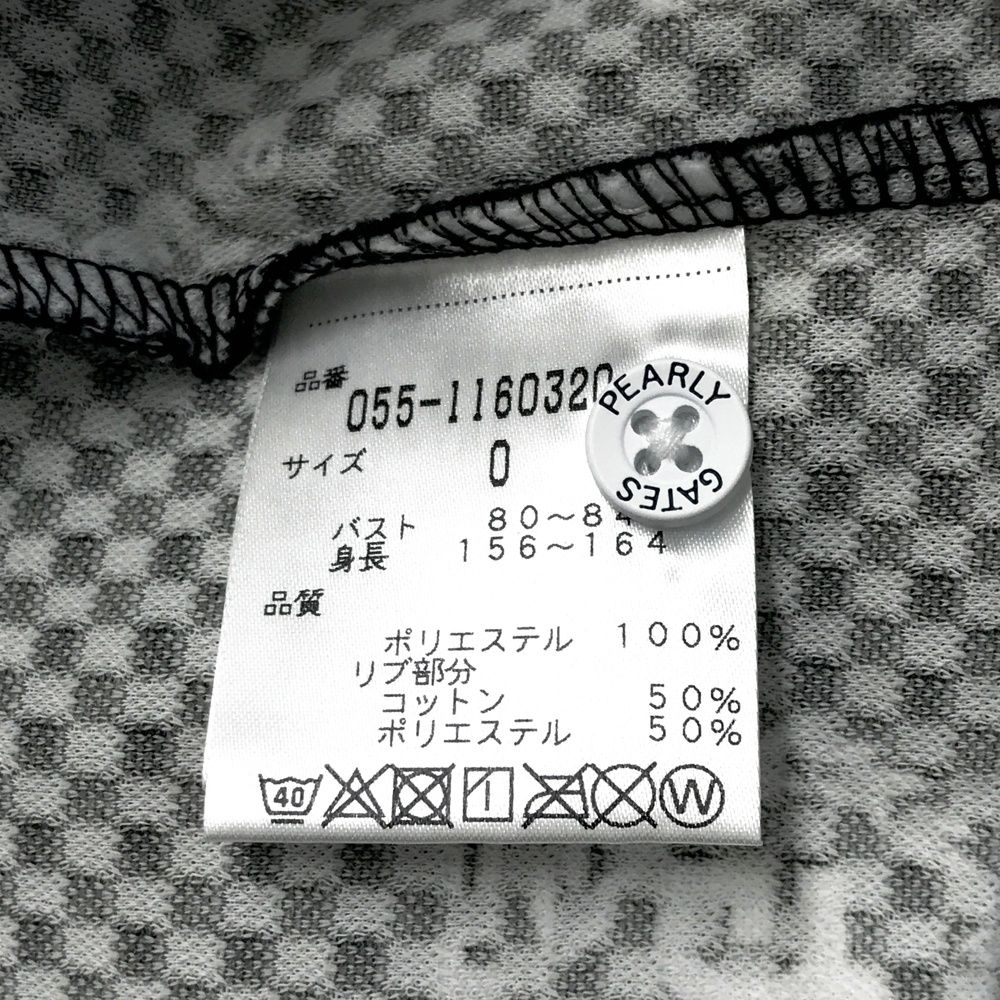 品番
055-1160320
PEARLY
GATES
サイズ 0
バスト 80～84
身長 156～164
品質
ポリエステル 100%
リブ部分
コットン 50%
ポリエステル 50%
40
W